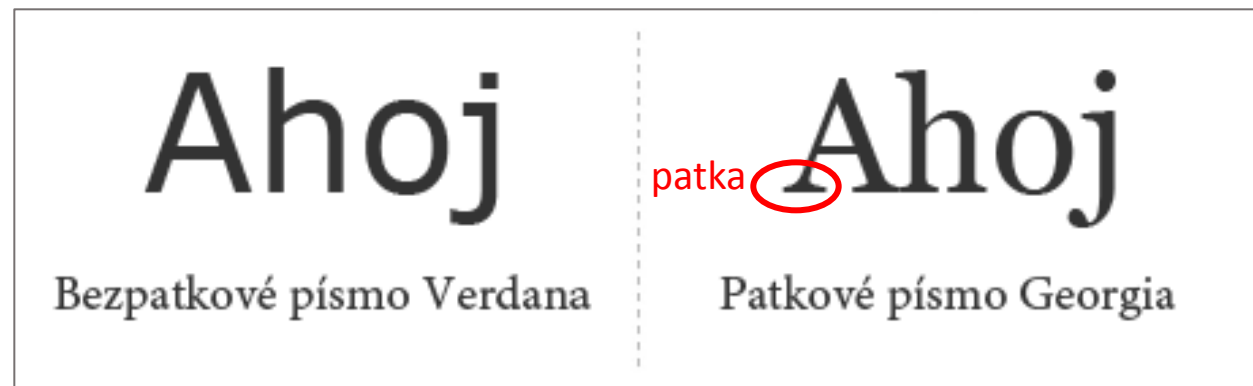 Ahoj
Bezpatkové písmo Verdana
patka
Ahoj
Patkové písmo Georgia